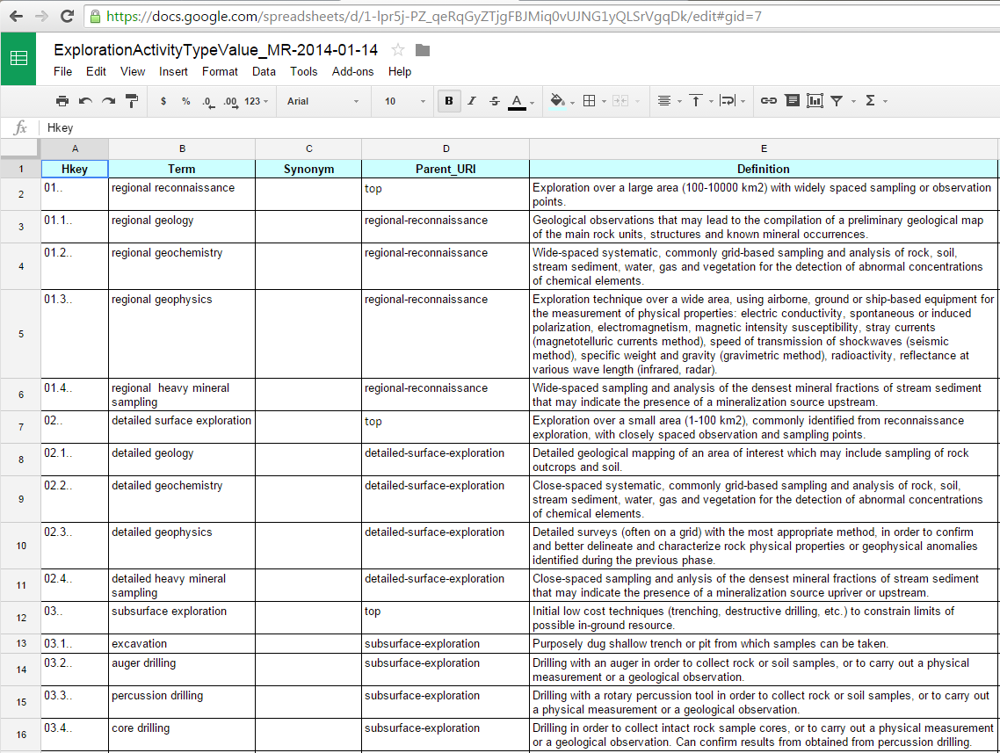 https://docs.google.com/spreadsheets/d/1-lpr5j-PZ_qeRqGyZTjgFBJMiq0vUJNG1yQLSrVgqDk/edit#gid=7
ExplorationActivityTypeValue_MR-2014-01-14
File Edit View Insert Format Data Tools Add-ons Help
$ % .0 .00 123 Arial 10 B I S A Σ
fx Hkey
A B C D E
1 Hkey Term Synonym Parent_URI Definition
2 01.. regional reconnaissance top Exploration over a large area (100-10000 km2) with widely spaced sampling or observation
points.
3 01.1.. regional geology regional-reconnaissance Geological observations that may lead to the compilation of a preliminary geological map
of the main rock units, structures and known mineral occurrences.
4 01.2.. regional geochemistry regional-reconnaissance Wide-spaced systematic, commonly grid-based sampling and analysis of rock, soil,
stream sediment, water, gas and vegetation for the detection of abnormal concentrations
of chemical elements.
5 01.3.. regional geophysics regional-reconnaissance Exploration technique over a wide area, using airborne, ground or ship-based equipment for
the measurement of physical properties: electric conductivity, spontaneous or induced
polarization, electromagnetism, magnetic intensity susceptibility, stray currents
(magnetotelluric currents method), speed of transmission of shockwaves (seismic
method), specific weight and gravity (gravimetric method), radioactivity, reflectance at
various wave length (infrared, radar).
6 01.4.. regional heavy mineral regional-reconnaissance Wide-spaced sampling and analysis of the densest mineral fractions of stream sediment
sampling that may indicate the presence of a mineralization source upstream.
7 02.. detailed surface exploration top Exploration over a small area (1-100 km2), commonly identified from reconnaissance
exploration, with closely spaced observation and sampling points.
8 02.1.. detailed geology detailed-surface-exploration Detailed geological mapping of an area of interest which may include sampling of rock
outcrops and soil.
9 02.2.. detailed geochemistry detailed-surface-exploration Close-spaced systematic, commonly grid-based sampling and analysis of rock, soil,
stream sediment, water, gas and vegetation for the detection of abnormal concentrations
of chemical elements.
10 02.3.. detailed geophysics detailed-surface-exploration Detailed surveys (often on a grid) with the most appropriate method, in order to confirm
and better delineate and characterize rock physical properties or geophysical anomalies
identified during the previous phase.
11 02.4.. detailed heavy mineral detailed-surface-exploration Close-spaced sampling and anlysis of the densest mineral fractions of stream sediment
sampling that may indicate the presence of a mineralization source upriver or upstream.
12 03.. subsurface exploration top Initial low cost techniques (trenching, destructive drilling, etc.) to constrain limits of
possible in-ground resource.
13 03.1.. excavation subsurface-exploration Purposely dug shallow trench or pit from which samples can be taken.
14 03.2.. auger drilling subsurface-exploration Drilling with an auger in order to collect rock or soil samples, or to carry out a physical
measurement or a geological observation.
15 03.3.. percussion drilling subsurface-exploration Drilling with a rotary percussion tool in order to collect rock or soil samples, or to carry out
a physical measurement or a geological observation.
16 03.4.. core drilling subsurface-exploration Drilling in order to collect intact rock sample cores, or to carry out a physical measurement
or a geological observation. Can confirm results from obtained from percussion drilling.